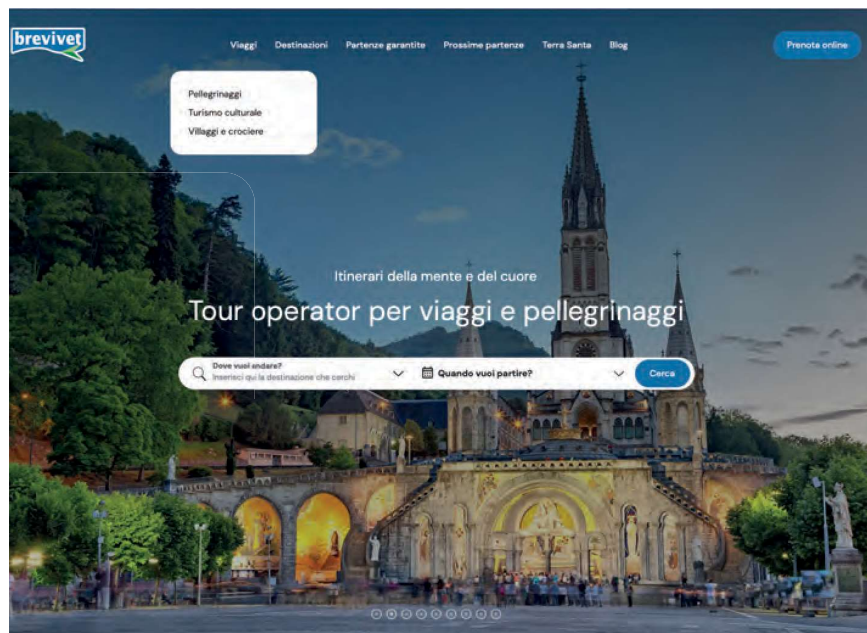 brevivet
Viaggi Destinazioni Partenze garantite Prossime partenze Terra Santa Blog
Prenota online
Pellegrinaggi
Turismo culturale
Villaggi e crociere
Itinerari della mente e del cuore
Tour operator per viaggi e pellegrinaggi
Dove vuoi andare?
Inserisci qui la destinazione che cerchi
Quando vuoi partire?
Cerca